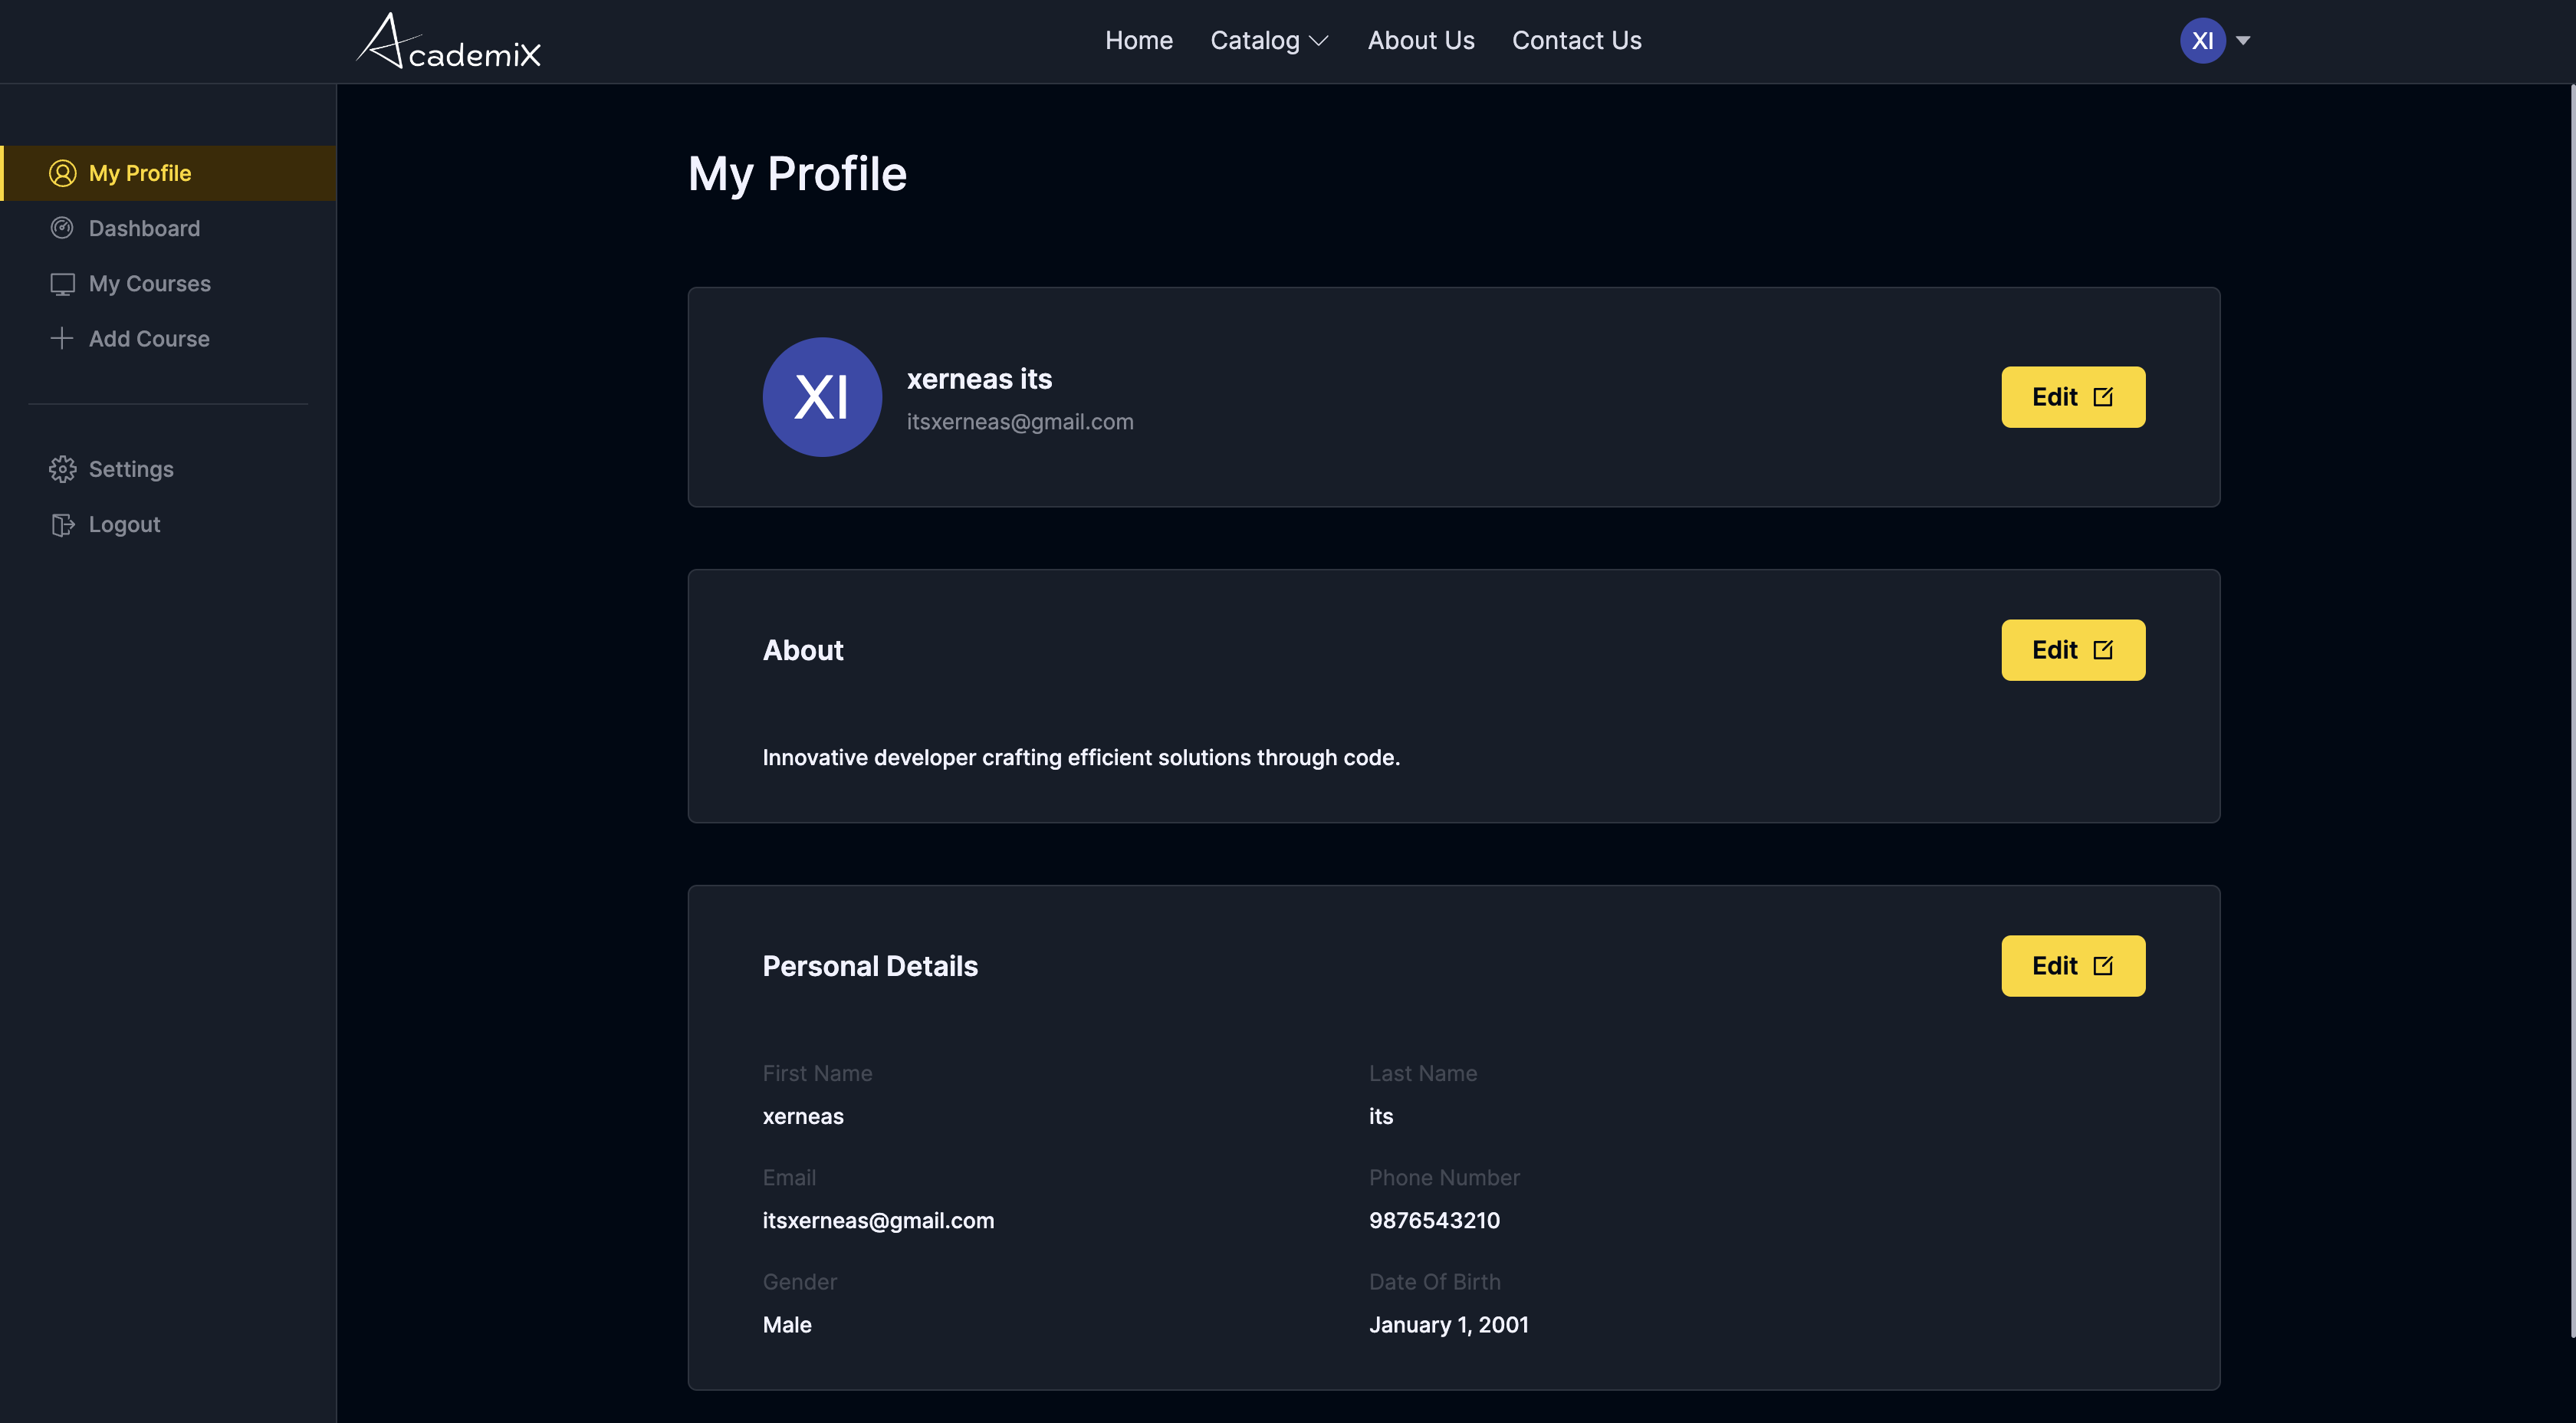 AcademiX
Home
Catalog
About Us
Contact Us
XI
My Profile
Dashboard
My Courses
Add Course
Settings
Logout
My Profile
XI
xerneas its
itsxerneas@gmail.com
Edit
About
Edit
Innovative developer crafting efficient solutions through code.
Personal Details
Edit
First Name
Last Name
xerneas
its
Email
Phone Number
itsxerneas@gmail.com
9876543210
Gender
Date Of Birth
Male
January 1, 2001